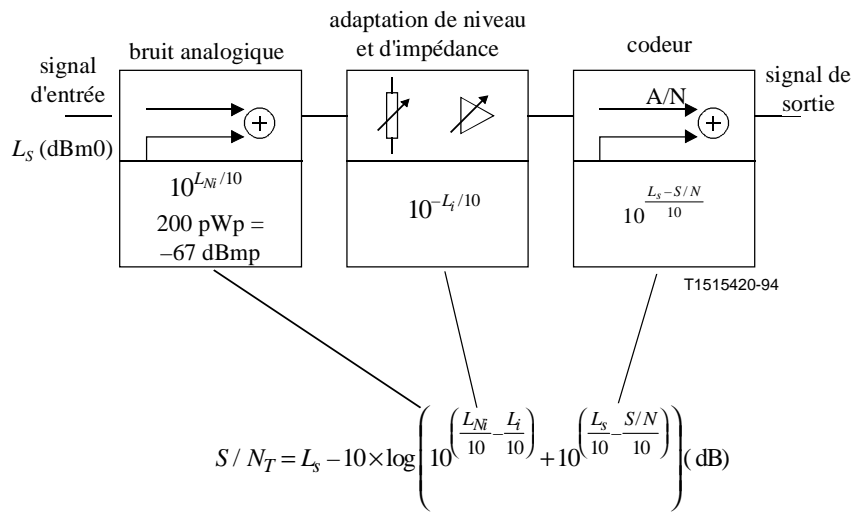 adaptation de niveau
et d'impédance
bruit analogique
codeur
signal
d'entrée
signal de
sortie
A/N
L_S (dBm0)
10^{L_{Ni}/10}
200 pWp =
–67 dBmp
10^{–L_i/10}
10^{\frac{L_s – S/N}{10}}
T1515420-94
S / N_T = L_s – 10 × log(10^{(\frac{L_{Ni}}{10} – \frac{L_i}{10})} + 10^{(\frac{L_s}{10} – \frac{S/N}{10})}) (dB)